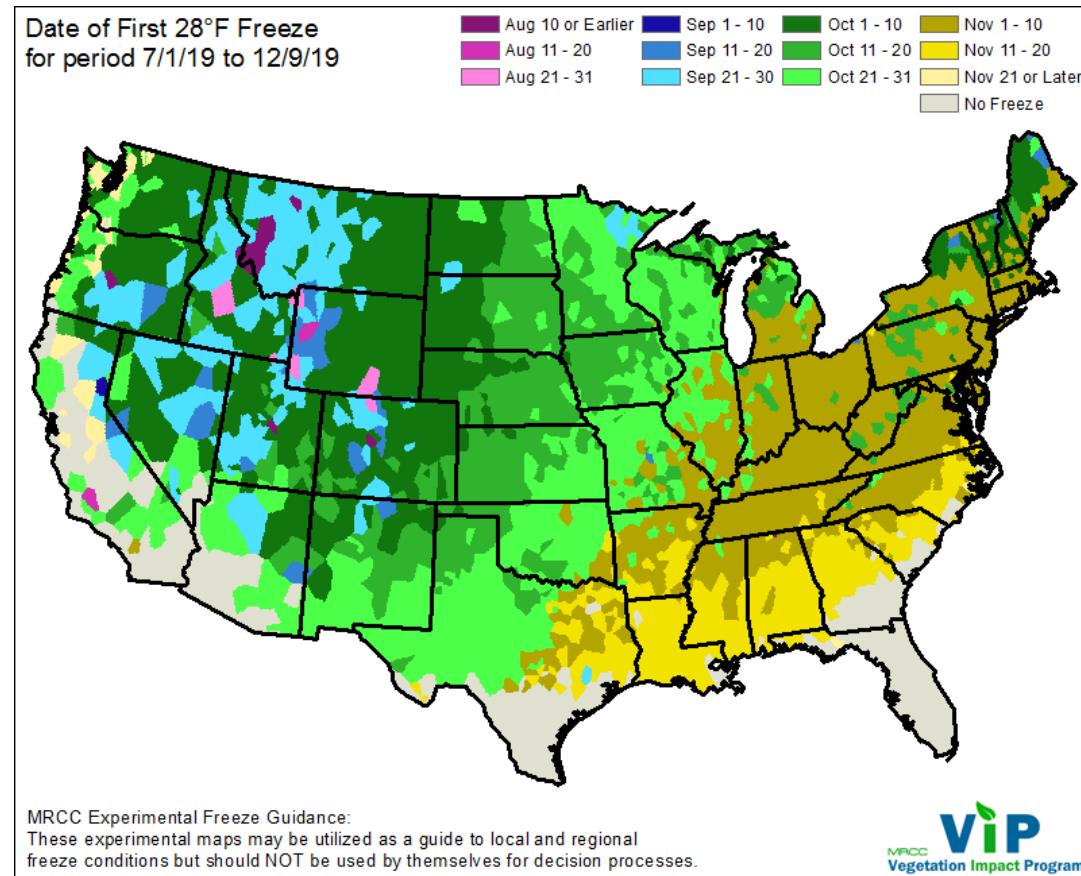 Date of First 28°F Freeze
for period 7/1/19 to 12/9/19
Aug 10 or Earlier
Aug 11 - 20
Aug 21 - 31
Sep 1 - 10
Sep 11 - 20
Sep 21 - 30
Oct 1 - 10
Oct 11 - 20
Oct 21 - 31
Nov 1 - 10
Nov 11 - 20
Nov 21 or Later
No Freeze
MRCC Experimental Freeze Guidance:
These experimental maps may be utilized as a guide to local and regional
freeze conditions but should NOT be used by themselves for decision processes.
MRCC ViP
Vegetation Impact Program